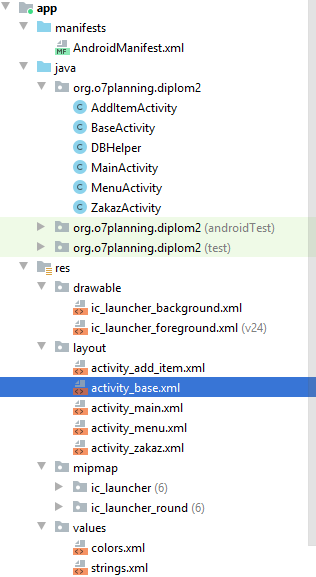 app
manifests
AndroidManifest.xml
java
org.o7planning.diplom2
AddItemActivity
BaseActivity
DBHelper
MainActivity
MenuActivity
ZakazActivity
org.o7planning.diplom2 (androidTest)
org.o7planning.diplom2 (test)
res
drawable
ic_launcher_background.xml
ic_launcher_foreground.xml (v24)
layout
activity_add_item.xml
activity_base.xml
activity_main.xml
activity_menu.xml
activity_zakaz.xml
mipmap
ic_launcher (6)
ic_launcher_round (6)
values
colors.xml
strings.xml